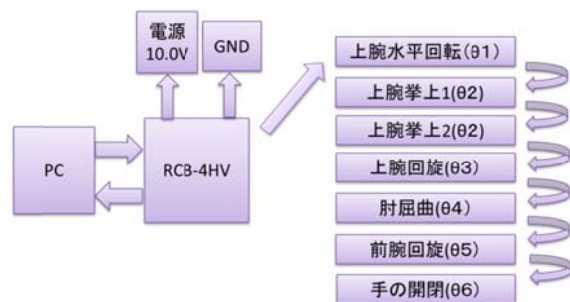 電源
10.0V
GND
PC
RCB-4HV
上腕水平回転(θ1)
上腕挙上1(θ2)
上腕挙上2(θ2)
上腕回旋(θ3)
肘屈曲(θ4)
前腕回旋(θ5)
手の開閉(θ6)